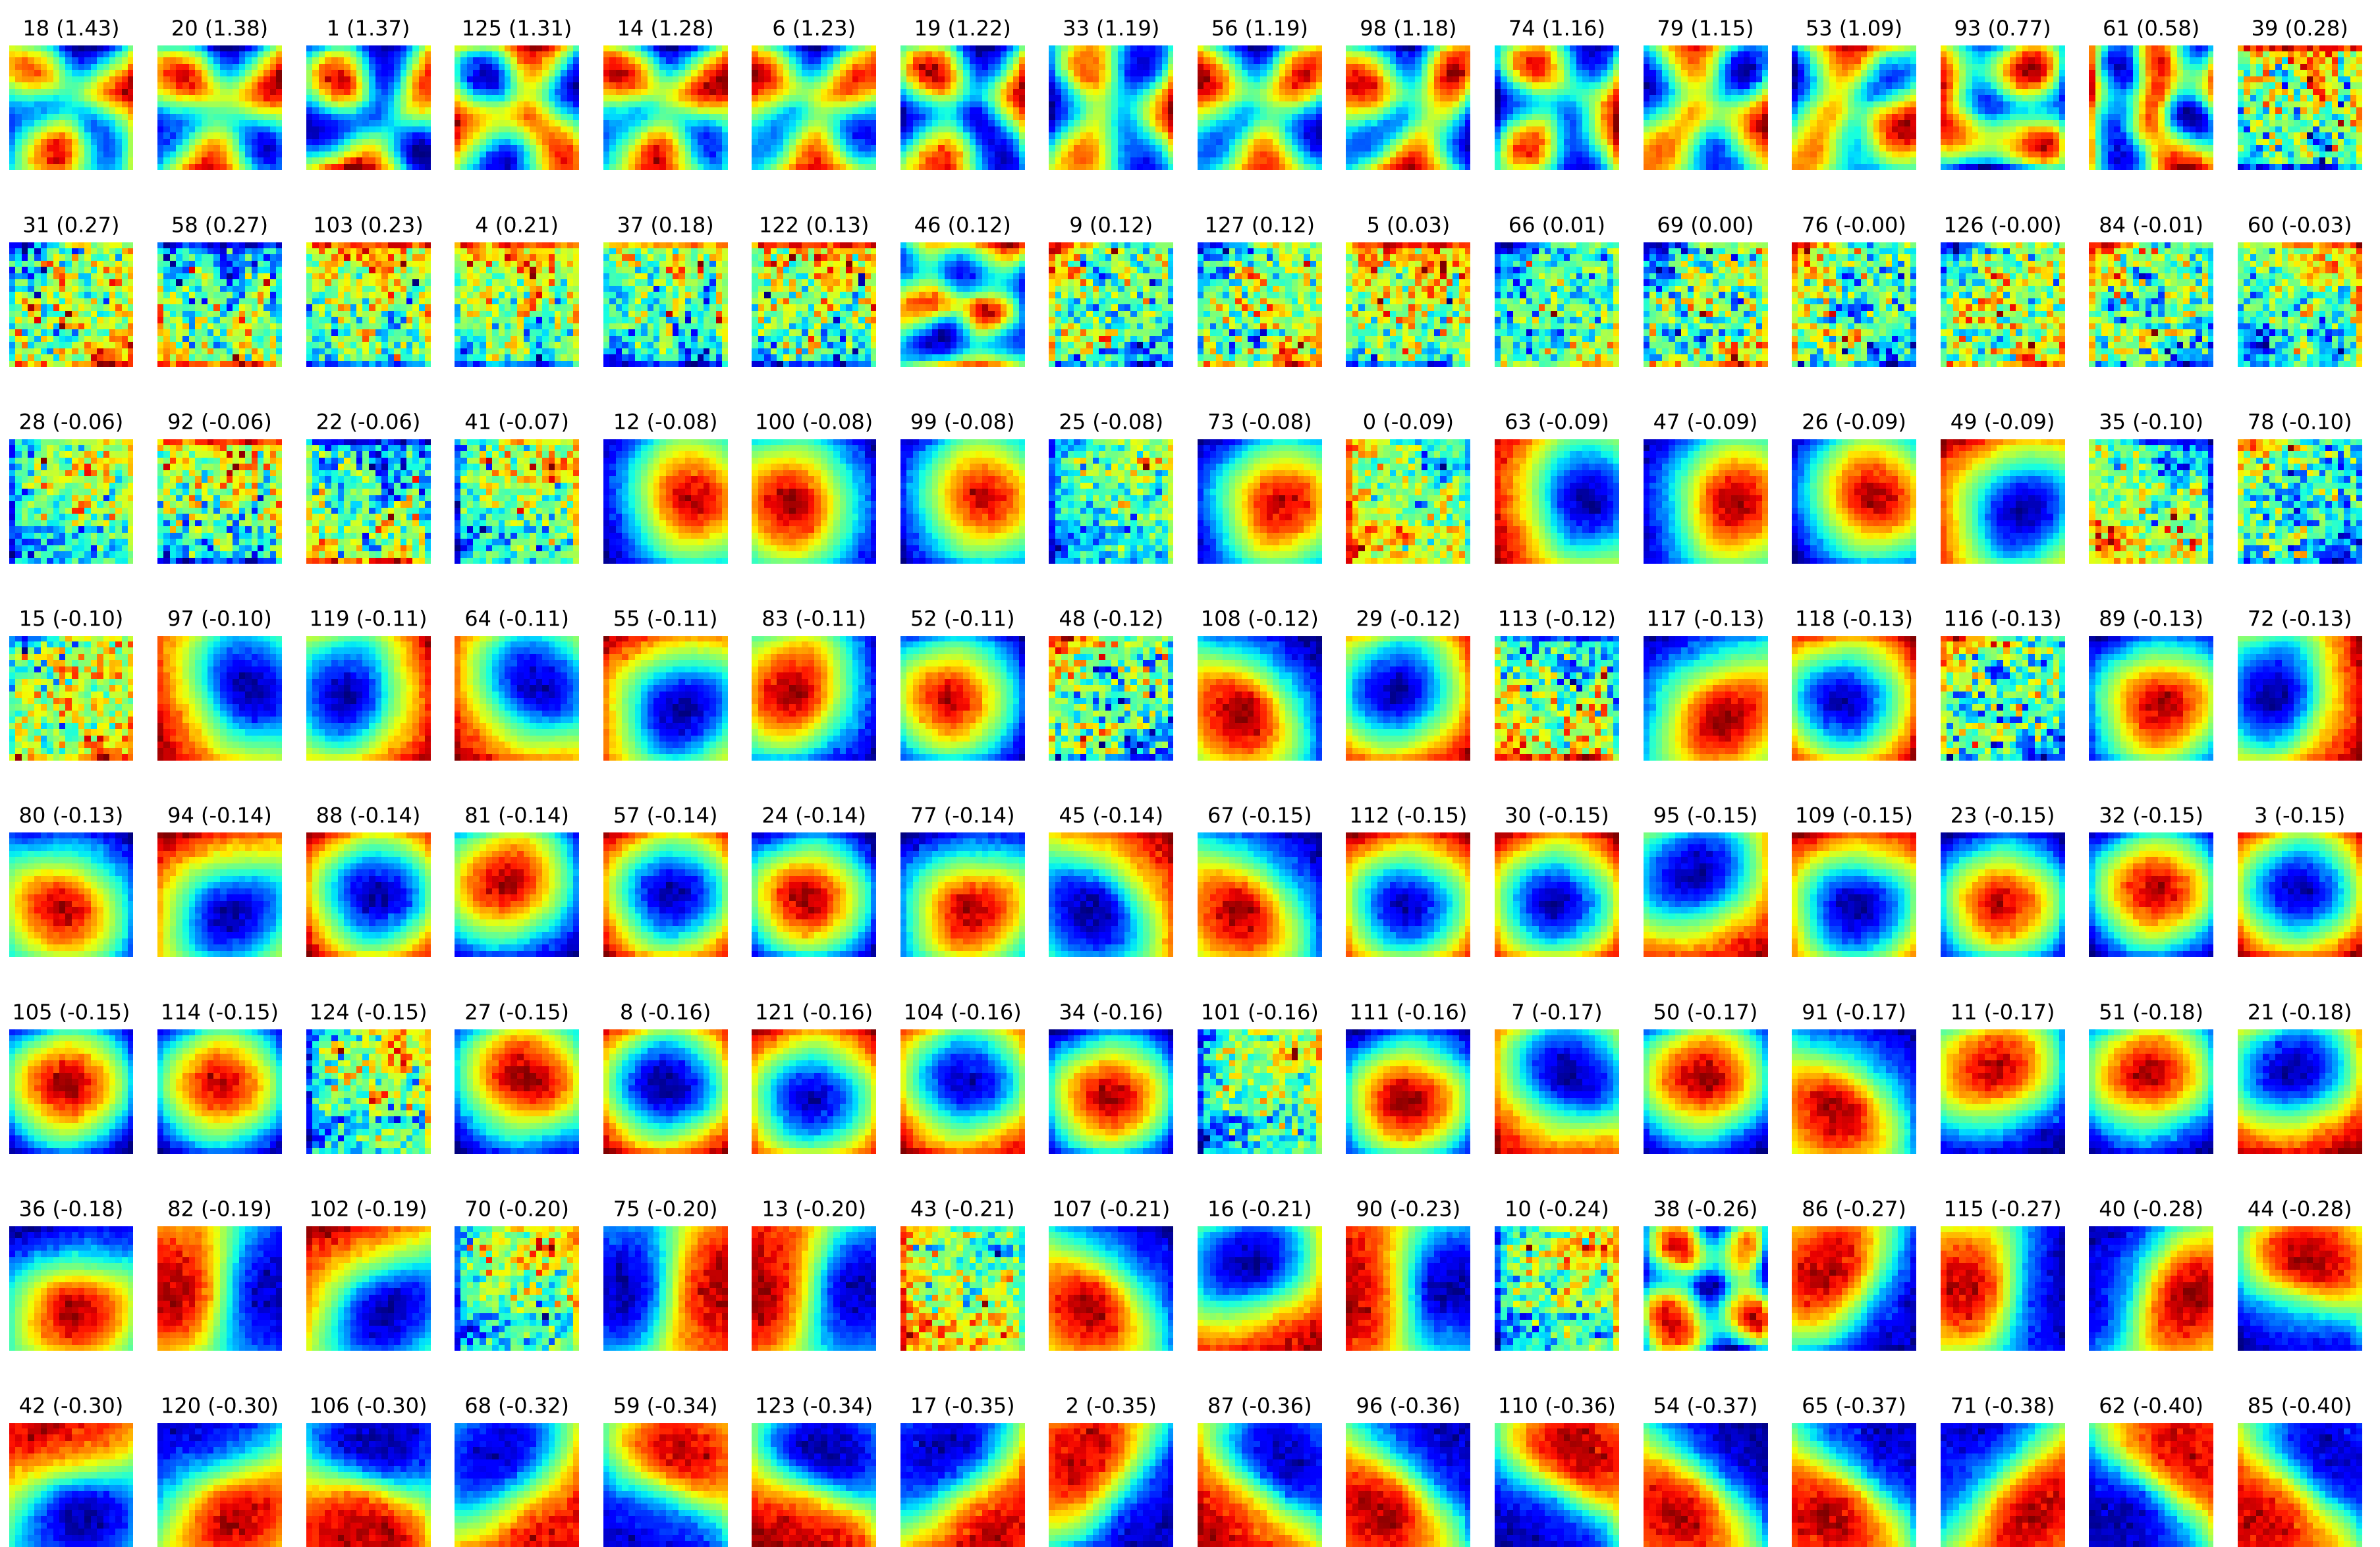 18 (1.43) 20 (1.38) 1 (1.37) 125 (1.31) 14 (1.28) 6 (1.23) 19 (1.22) 33 (1.19) 56 (1.19) 98 (1.18) 74 (1.16) 79 (1.15) 53 (1.09) 93 (0.77) 61 (0.58) 39 (0.28)
31 (0.27) 58 (0.27) 103 (0.23) 4 (0.21) 37 (0.18) 122 (0.13) 46 (0.12) 9 (0.12) 127 (0.12) 5 (0.03) 66 (0.01) 69 (0.00) 76 (-0.00) 126 (-0.00) 84 (-0.01) 60 (-0.03)
28 (-0.06) 92 (-0.06) 22 (-0.06) 41 (-0.07) 12 (-0.08) 100 (-0.08) 99 (-0.08) 25 (-0.08) 73 (-0.08) 0 (-0.09) 63 (-0.09) 47 (-0.09) 26 (-0.09) 49 (-0.09) 35 (-0.10) 78 (-0.10)
15 (-0.10) 97 (-0.10) 119 (-0.11) 64 (-0.11) 55 (-0.11) 83 (-0.11) 52 (-0.11) 48 (-0.12) 108 (-0.12) 29 (-0.12) 113 (-0.12) 117 (-0.13) 118 (-0.13) 116 (-0.13) 89 (-0.13) 72 (-0.13)
80 (-0.13) 94 (-0.14) 88 (-0.14) 81 (-0.14) 57 (-0.14) 24 (-0.14) 77 (-0.14) 45 (-0.14) 67 (-0.15) 112 (-0.15) 30 (-0.15) 95 (-0.15) 109 (-0.15) 23 (-0.15) 32 (-0.15) 3 (-0.15)
105 (-0.15) 114 (-0.15) 124 (-0.15) 27 (-0.15) 8 (-0.16) 121 (-0.16) 104 (-0.16) 34 (-0.16) 101 (-0.16) 111 (-0.16) 7 (-0.17) 50 (-0.17) 91 (-0.17) 11 (-0.17) 51 (-0.18) 21 (-0.18)
36 (-0.18) 82 (-0.19) 102 (-0.19) 70 (-0.20) 75 (-0.20) 13 (-0.20) 43 (-0.21) 107 (-0.21) 16 (-0.21) 90 (-0.23) 10 (-0.24) 38 (-0.26) 86 (-0.27) 115 (-0.27) 40 (-0.28) 44 (-0.28)
42 (-0.30) 120 (-0.30) 106 (-0.30) 68 (-0.32) 59 (-0.34) 123 (-0.34) 17 (-0.35) 2 (-0.35) 87 (-0.36) 96 (-0.36) 110 (-0.36) 54 (-0.37) 65 (-0.37) 71 (-0.38) 62 (-0.40) 85 (-0.40)